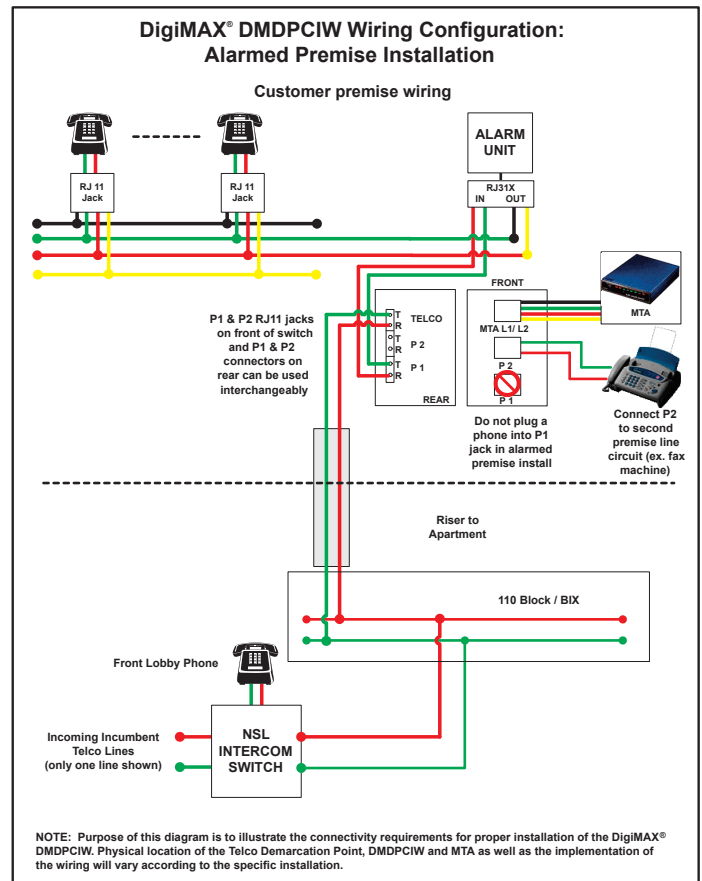 DigiMAX® DMDPCIW Wiring Configuration:
Alarmed Premise Installation
Customer premise wiring
ALARM
UNIT
RJ 11
Jack
RJ 11
Jack
RJ31X
IN OUT
FRONT
MTA
P1 & P2 RJ11 jacks
on front of switch
and P1 & P2
connectors on
rear can be used
interchangeably
T
R
TELCO
T
R
P 2
T
R
P 1
REAR
MTA L1/ L2
P 2
P 1
Do not plug a
phone into P1
jack in alarmed
premise install
Connect P2
to second
premise line
circuit (ex. fax
machine)
Riser to
Apartment
110 Block / BIX
Front Lobby Phone
Incoming Incumbent
Telco Lines
(only one line shown)
NSL
INTERCOM
SWITCH
NOTE: Purpose of this diagram is to illustrate the connectivity requirements for proper installation of the DigiMAX®
DMDPCIW. Physical location of the Telco Demarcation Point, DMDPCIW and MTA as well as the implementation of
the wiring will vary according to the specific installation.